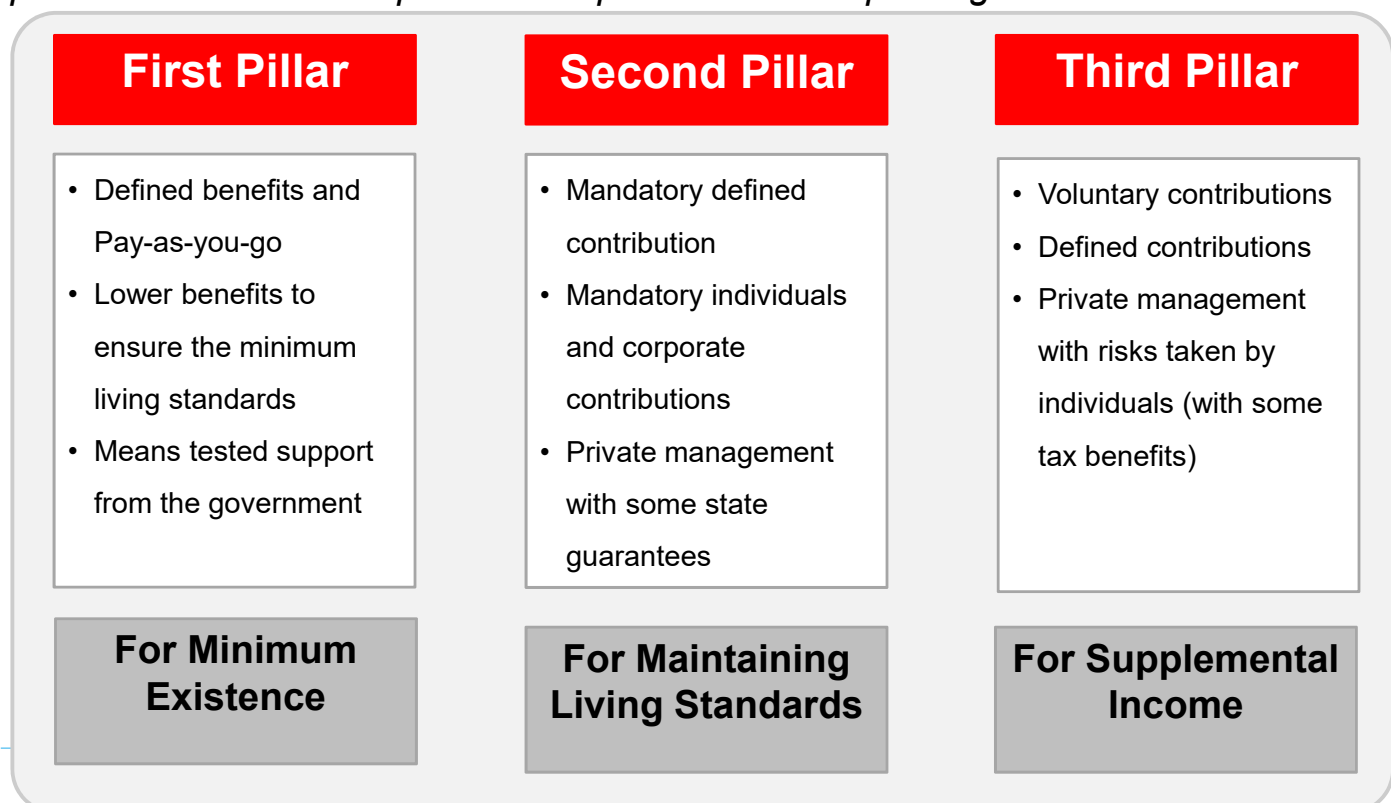 First Pillar
• Defined benefits and
Pay-as-you-go
• Lower benefits to
ensure the minimum
living standards
• Means tested support
from the government
For Minimum
Existence
Second Pillar
• Mandatory defined
contribution
• Mandatory individuals
and corporate
contributions
• Private management
with some state
guarantees
For Maintaining
Living Standards
Third Pillar
• Voluntary contributions
• Defined contributions
• Private management
with risks taken by
individuals (with some
tax benefits)
For Supplemental
Income